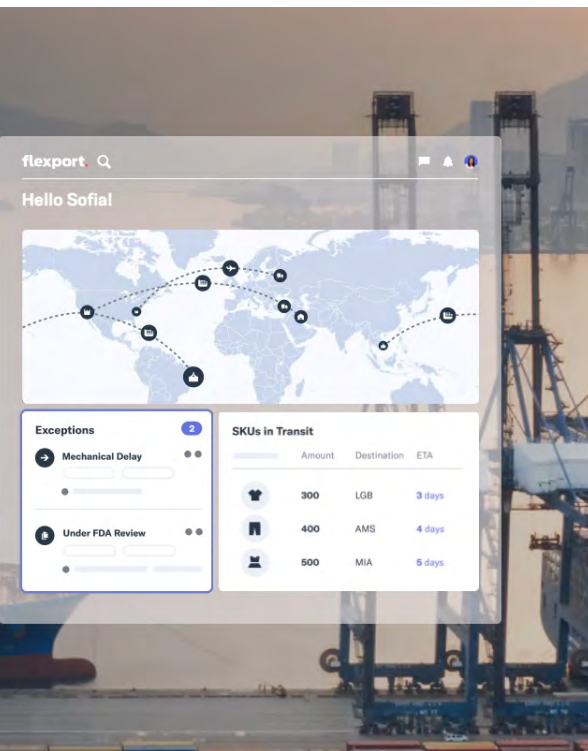 flexport.
Hello Sofia!
Exceptions 2
Mechanical Delay
Under FDA Review
SKUs in Transit
Amount Destination ETA
300 LGB 3 days
400 AMS 4 days
500 MIA 5 days